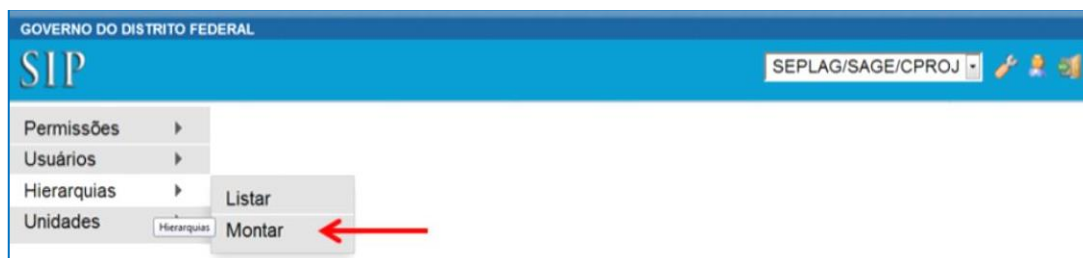 GOVERNO DO DISTRITO FEDERAL
SIP
SEPLAG/SAGE/CPROJ
Permissões
Usuários
Hierarquias
Listar
Unidades
Hierarquias
Montar